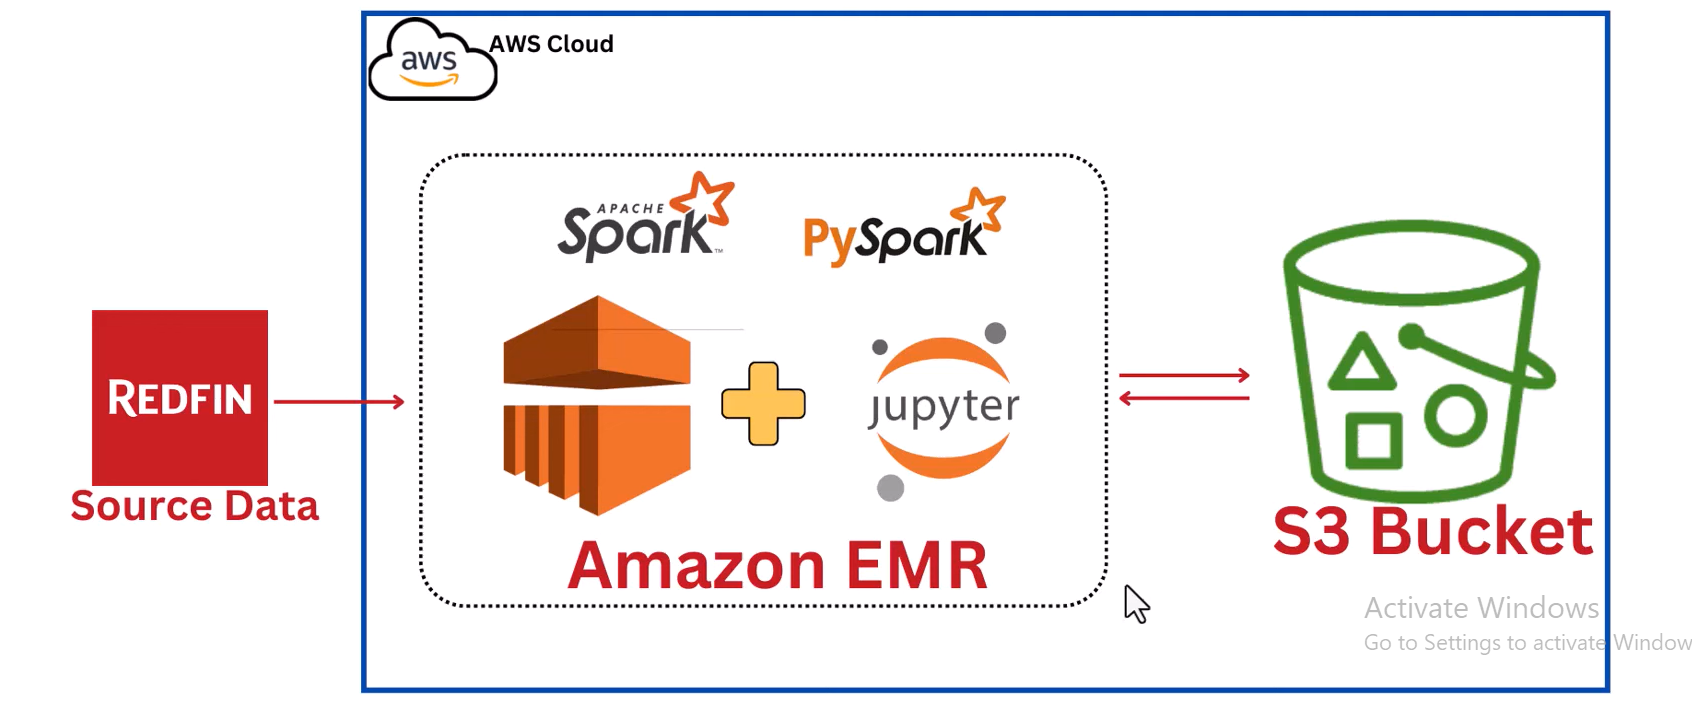 aws
AWS Cloud
APACHE
Spark™
PySpark
REDFIN
jupyter
Source Data
Amazon EMR
S3 Bucket
Activate Windows
Go to Settings to activate Window